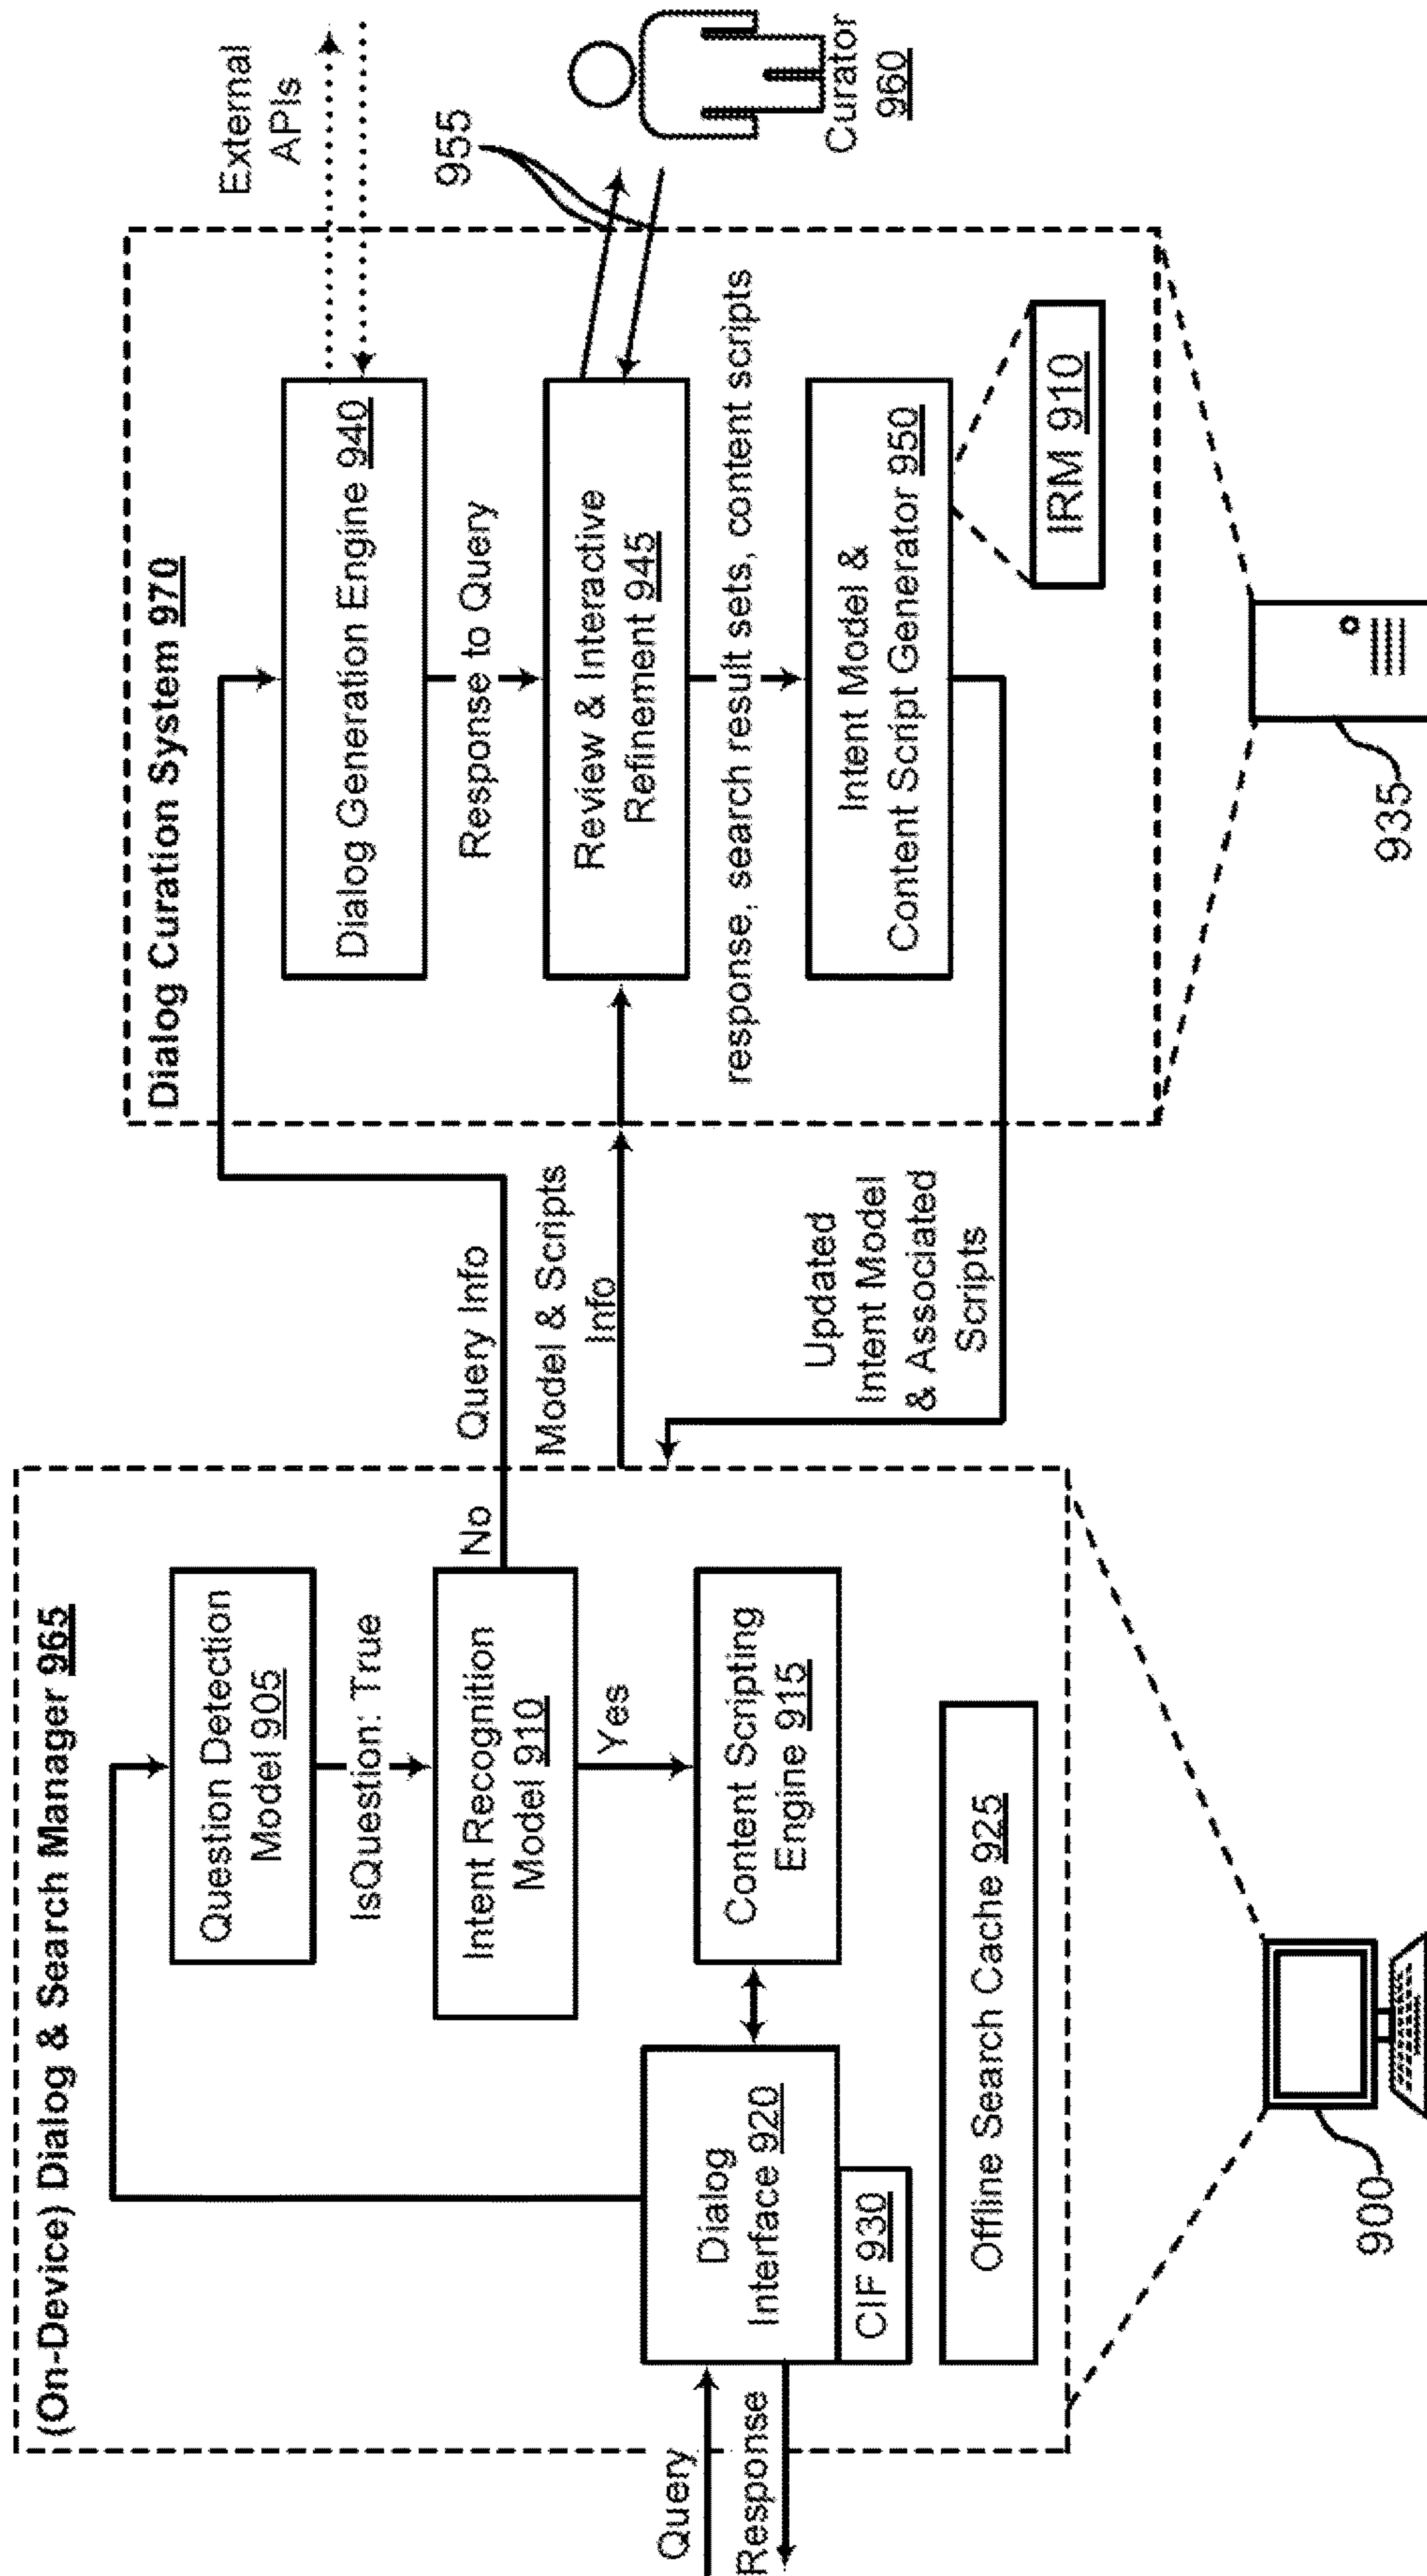 (On-Device) Dialog & Search Manager 965
Question Detection
Model 905
IsQuestion: True
Intent Recognition
Model 910
No
Yes
Content Scripting
Engine 915
Dialog
Interface 920
CIF 930
Offline Search Cache 925
Query
Response
900
Query Info
Model & Scripts
Info
Updated
Intent Model
& Associated
Scripts
Dialog Curation System 970
Dialog Generation Engine 940
Response to Query
Review & Interactive
Refinement 945
response, search result sets, content scripts
Intent Model &
Content Script Generator 950
IRM 910
935
External
APIs
955
Curator
960